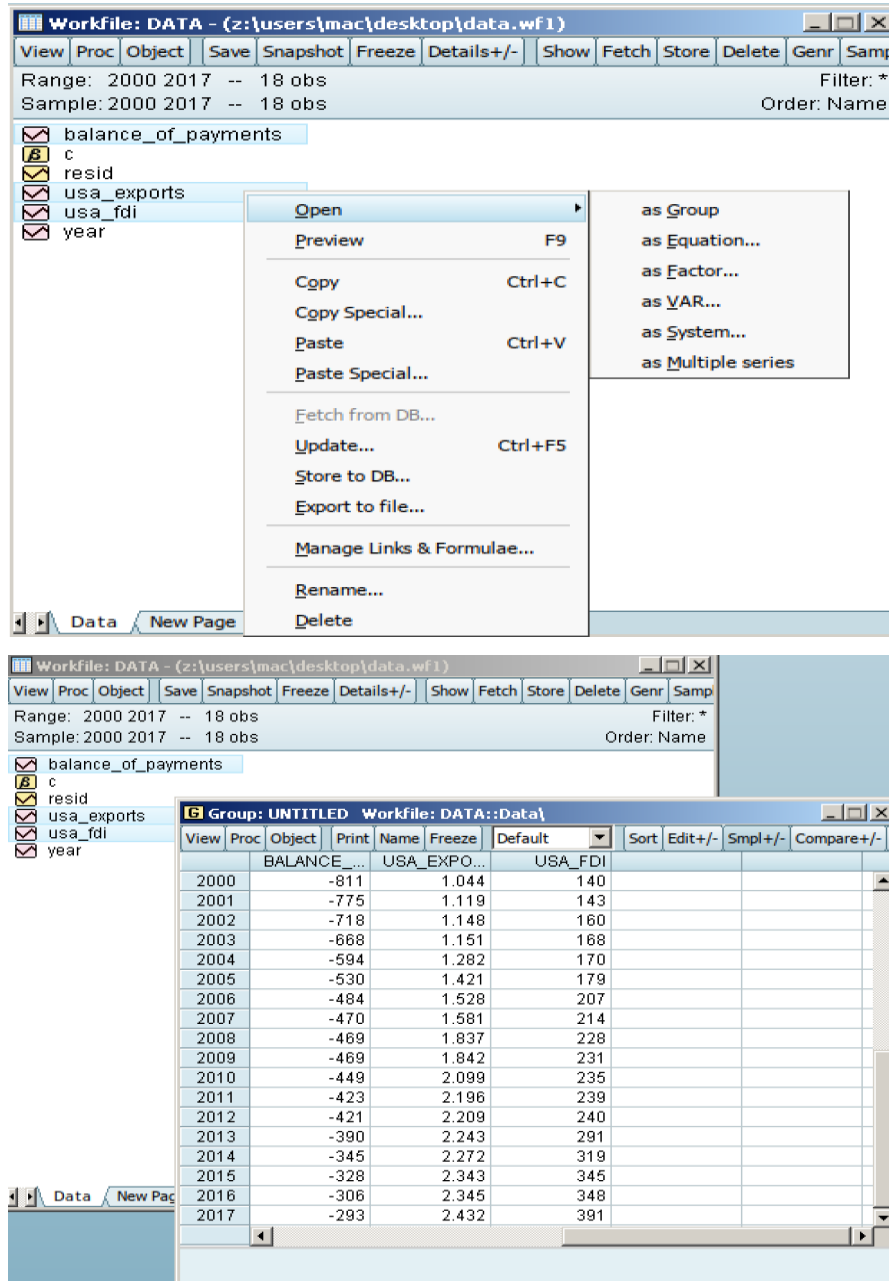 Workfile: DATA - (z:\users\mac\desktop\data.wf1)
View Proc Object Save Snapshot Freeze Details+/- Show Fetch Store Delete Genr Samp
Range: 2000 2017 -- 18 obs Filter: *
Sample: 2000 2017 -- 18 obs Order: Name
balance_of_payments
β c
resid
usa_exports
usa_fdi
year
Open
Preview F9
Copy Ctrl+C
Copy Special...
Paste Ctrl+V
Paste Special...
Fetch from DB...
Update... Ctrl+F5
Store to DB...
Export to file...
Manage Links & Formulae...
Rename...
Delete
as Group
as Equation...
as Factor...
as VAR...
as System...
as Multiple series
Data New Page
Workfile: DATA - (z:\users\mac\desktop\data.wf1)
View Proc Object Save Snapshot Freeze Details+/- Show Fetch Store Delete Genr Sampl
Range: 2000 2017 -- 18 obs Filter: *
Sample: 2000 2017 -- 18 obs Order: Name
balance_of_payments
β c
resid
usa_exports
usa_fdi
year
Data New Pag
G Group: UNTITLED Workfile: DATA::Data\
View Proc Object Print Name Freeze Default Sort Edit+/- Smpl+/- Compare+/-
BALANCE_... USA_EXPO... USA_FDI
2000 -811 1.044 140
2001 -775 1.119 143
2002 -718 1.148 160
2003 -668 1.151 168
2004 -594 1.282 170
2005 -530 1.421 179
2006 -484 1.528 207
2007 -470 1.581 214
2008 -469 1.837 228
2009 -469 1.842 231
2010 -449 2.099 235
2011 -423 2.196 239
2012 -421 2.209 240
2013 -390 2.243 291
2014 -345 2.272 319
2015 -328 2.343 345
2016 -306 2.345 348
2017 -293 2.432 391